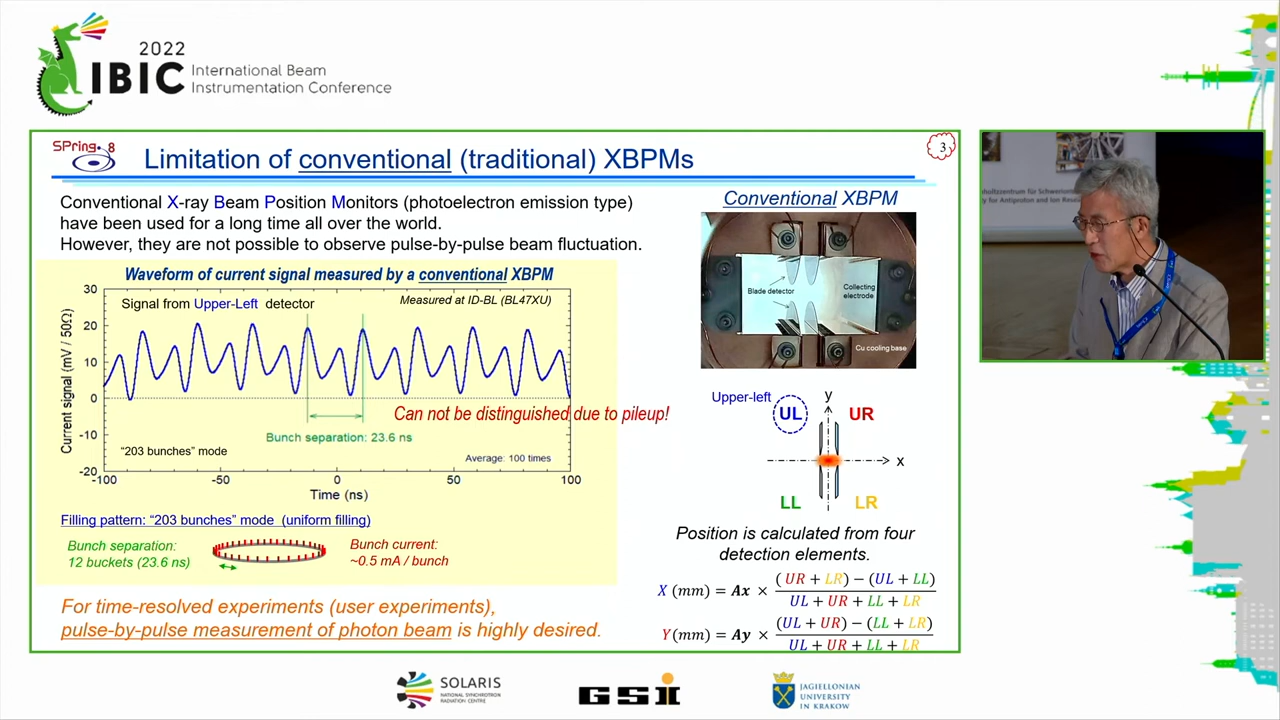 2022
IBIC International Beam
Instrumentation Conference
SPring-8
Limitation of conventional (traditional) XBPMs
3
Conventional X-ray Beam Position Monitors (photoelectron emission type)
have been used for a long time all over the world.
However, they are not possible to observe pulse-by-pulse beam fluctuation.
Waveform of current signal measured by a conventional XBPM
Signal from Upper-Left detector
Measured at ID-BL (BL47XU)
Current signal (mV / 50Ω)
30
20
10
0
-10
-20
Can not be distinguished due to pileup!
Bunch separation: 23.6 ns
"203 bunches" mode
Average: 100 times
-100 -50 0 50 100
Time (ns)
Filling pattern: "203 bunches" mode (uniform filling)
Bunch separation:
12 buckets (23.6 ns)
Bunch current:
~0.5 mA / bunch
For time-resolved experiments (user experiments),
pulse-by-pulse measurement of photon beam is highly desired.
Conventional XBPM
Blade detector
Collecting
electrode
Cu cooling base
Upper-left
UL
y
UR
x
LL
LR
Position is calculated from four
detection elements.
X (mm) = Ax × (UR + LR) − (UL + LL)
UL + UR + LL + LR
Y(mm) = Ay × (UL + UR) − (LL + LR)
UL + UR + LL + LR
SOLARIS
NATIONAL SYNCHROTRON
RADIATION CENTRE
GSI
JAGIELLONIAN
UNIVERSITY
IN KRAKOW